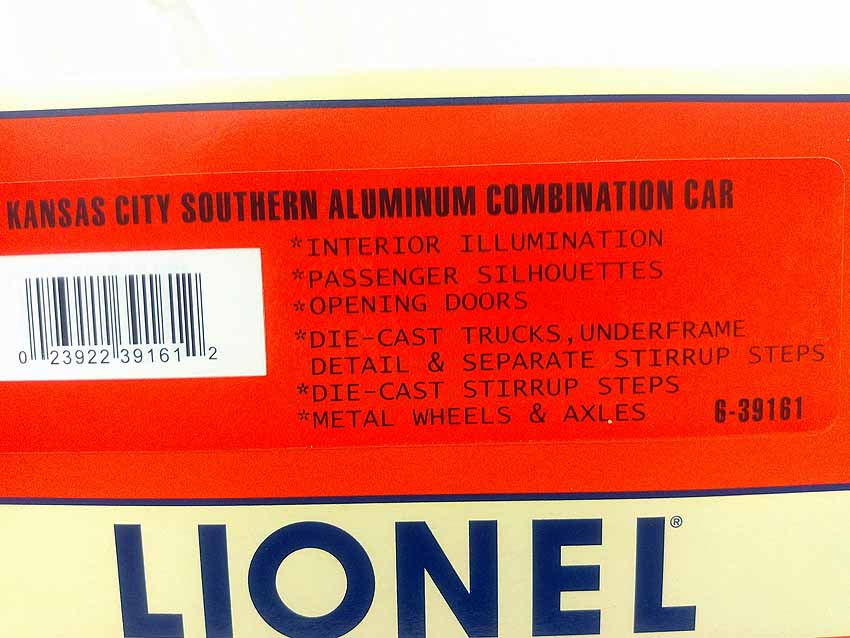 KANSAS CITY SOUTHERN ALUMINUM COMBINATION CAR
*INTERIOR ILLUMINATION
*PASSENGER SILHOUETTES
*OPENING DOORS
*DIE-CAST TRUCKS,UNDERFRAME
DETAIL & SEPARATE STIRRUP STEPS
*DIE-CAST STIRRUP STEPS
*METAL WHEELS & AXLES 6-39161
0 23922 39161 2
LIONEL®